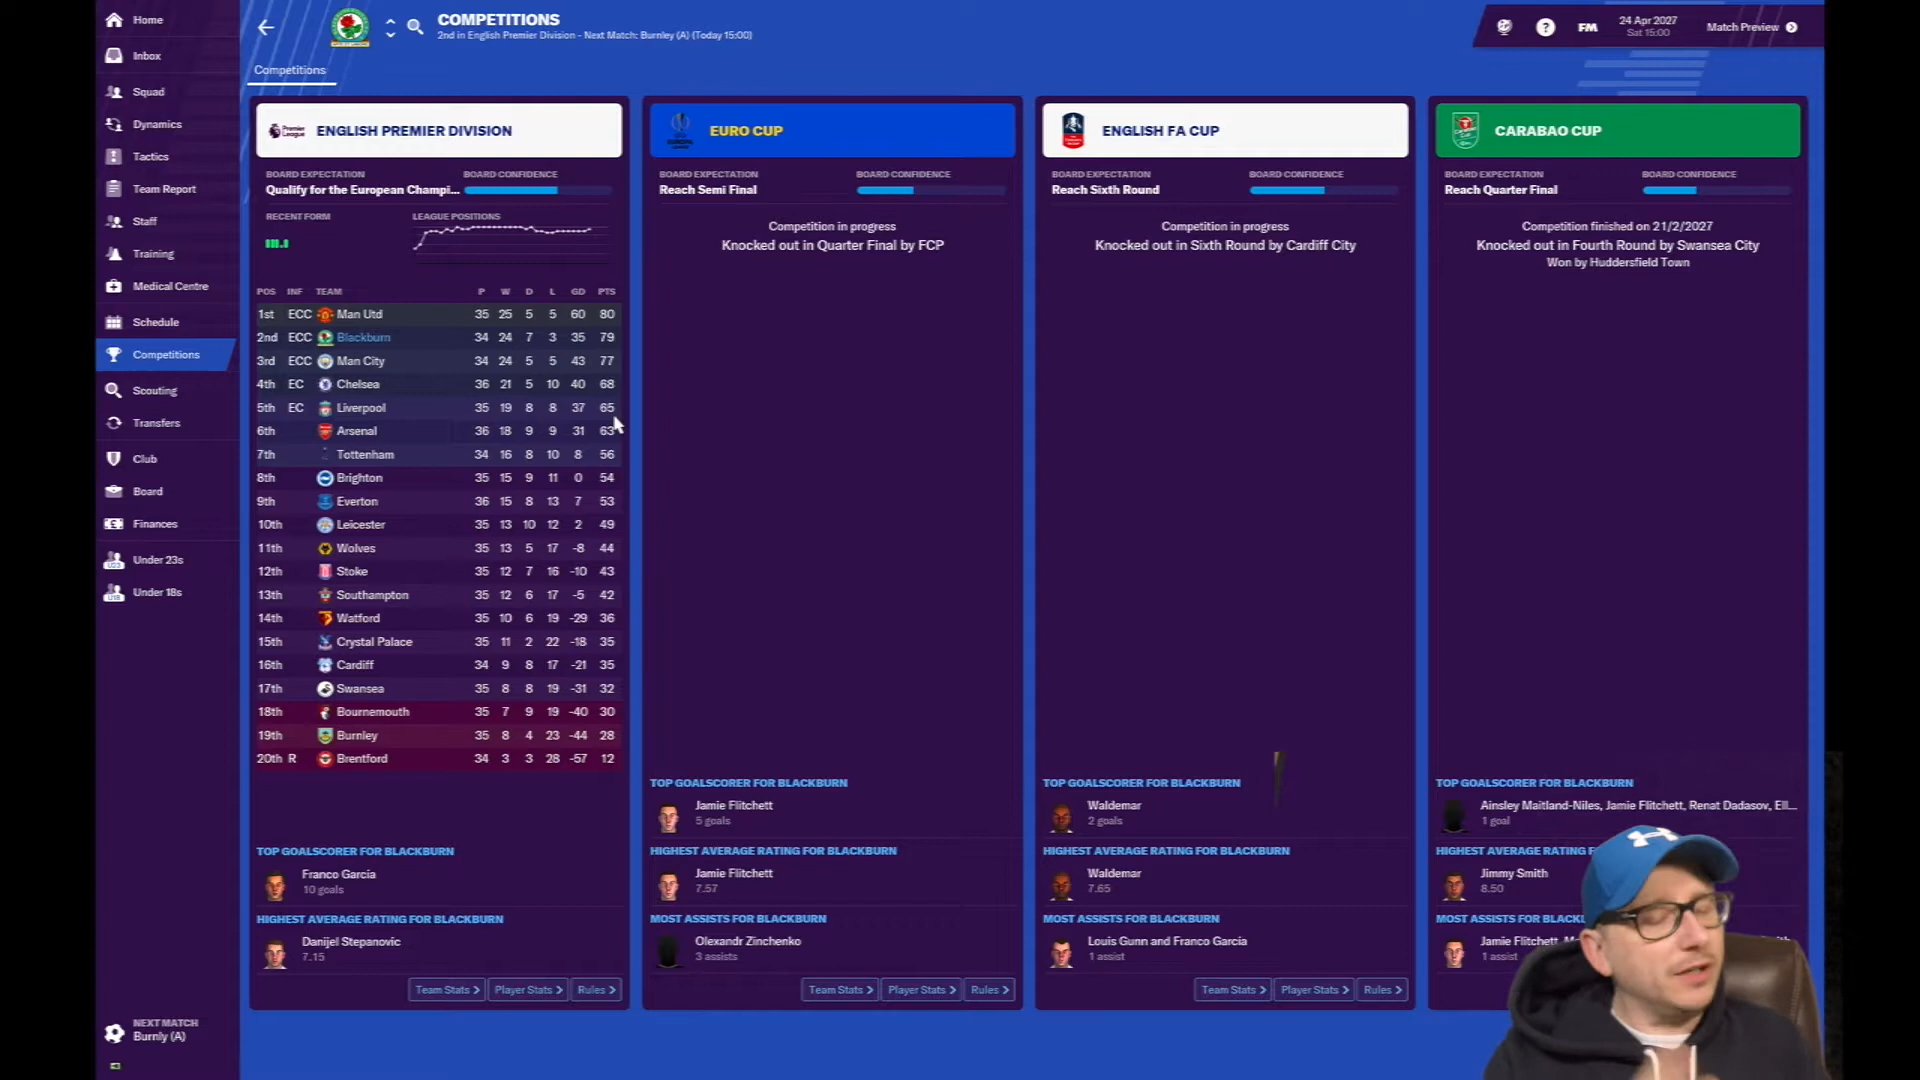 Home
Inbox
Squad
Dynamics
Tactics
Team Report
Staff
Training
Medical Centre
Schedule
Competitions
Scouting
Transfers
Club
Board
Finances
Under 23s
Under 18s
NEXT MATCH
Burnly (A)
COMPETITIONS
2nd in English Premier Division - Next Match: Burnley (A) (Today 15:00)
? FM
24 Apr 2027
Sat 15:00
Match Preview
Competitions
Premier League
ENGLISH PREMIER DIVISION
BOARD EXPECTATION BOARD CONFIDENCE
Qualify for the European Champi...
RECENT FORM LEAGUE POSITIONS
POS INF TEAM P W D L GD PTS
1st ECC Man Utd 35 25 5 5 60 80
2nd ECC Blackburn 34 24 7 3 35 79
3rd ECC Man City 34 24 5 5 43 77
4th EC Chelsea 36 21 5 10 40 68
5th EC Liverpool 35 19 8 8 37 65
6th Arsenal 36 18 9 9 31 63
7th Tottenham 34 16 8 10 8 56
8th Brighton 35 15 9 11 0 54
9th Everton 36 15 8 13 7 53
10th Leicester 35 13 10 12 2 49
11th Wolves 35 13 5 17 -8 44
12th Stoke 35 12 7 16 -10 43
13th Southampton 35 12 6 17 -5 42
14th Watford 35 10 6 19 -29 36
15th Crystal Palace 35 11 2 22 -18 35
16th Cardiff 34 9 8 17 -21 35
17th Swansea 35 8 8 19 -31 32
18th Bournemouth 35 7 9 19 -40 30
19th Burnley 35 8 4 23 -44 28
20th R Brentford 34 3 3 28 -57 12
TOP GOALSCORER FOR BLACKBURN
Franco García
10 goals
HIGHEST AVERAGE RATING FOR BLACKBURN
Danijel Stepanovic
7.15
Team Stats Player Stats Rules
EURO CUP
BOARD EXPECTATION BOARD CONFIDENCE
Reach Semi Final
Competition in progress
Knocked out in Quarter Final by FCP
TOP GOALSCORER FOR BLACKBURN
Jamie Flitchett
5 goals
HIGHEST AVERAGE RATING FOR BLACKBURN
Jamie Flitchett
7.57
MOST ASSISTS FOR BLACKBURN
Olexandr Zinchenko
3 assists
Team Stats Player Stats Rules
ENGLISH FA CUP
BOARD EXPECTATION BOARD CONFIDENCE
Reach Sixth Round
Competition in progress
Knocked out in Sixth Round by Cardiff City
TOP GOALSCORER FOR BLACKBURN
Waldemar
2 goals
HIGHEST AVERAGE RATING FOR BLACKBURN
Waldemar
7.65
MOST ASSISTS FOR BLACKBURN
Louis Gunn and Franco García
1 assist
Team Stats Player Stats Rules
CARABAO CUP
BOARD EXPECTATION BOARD CONFIDENCE
Reach Quarter Final
Competition finished on 21/2/2027
Knocked out in Fourth Round by Swansea City
Won by Huddersfield Town
TOP GOALSCORER FOR BLACKBURN
Ainsley Maitland-Niles, Jamie Flitchett, Renat Dadasov, Ell...
1 goal
HIGHEST AVERAGE RATING F
Jimmy Smith
8.50
MOST ASSISTS FOR BLACKB
Jamie Flitchett,
1 assist